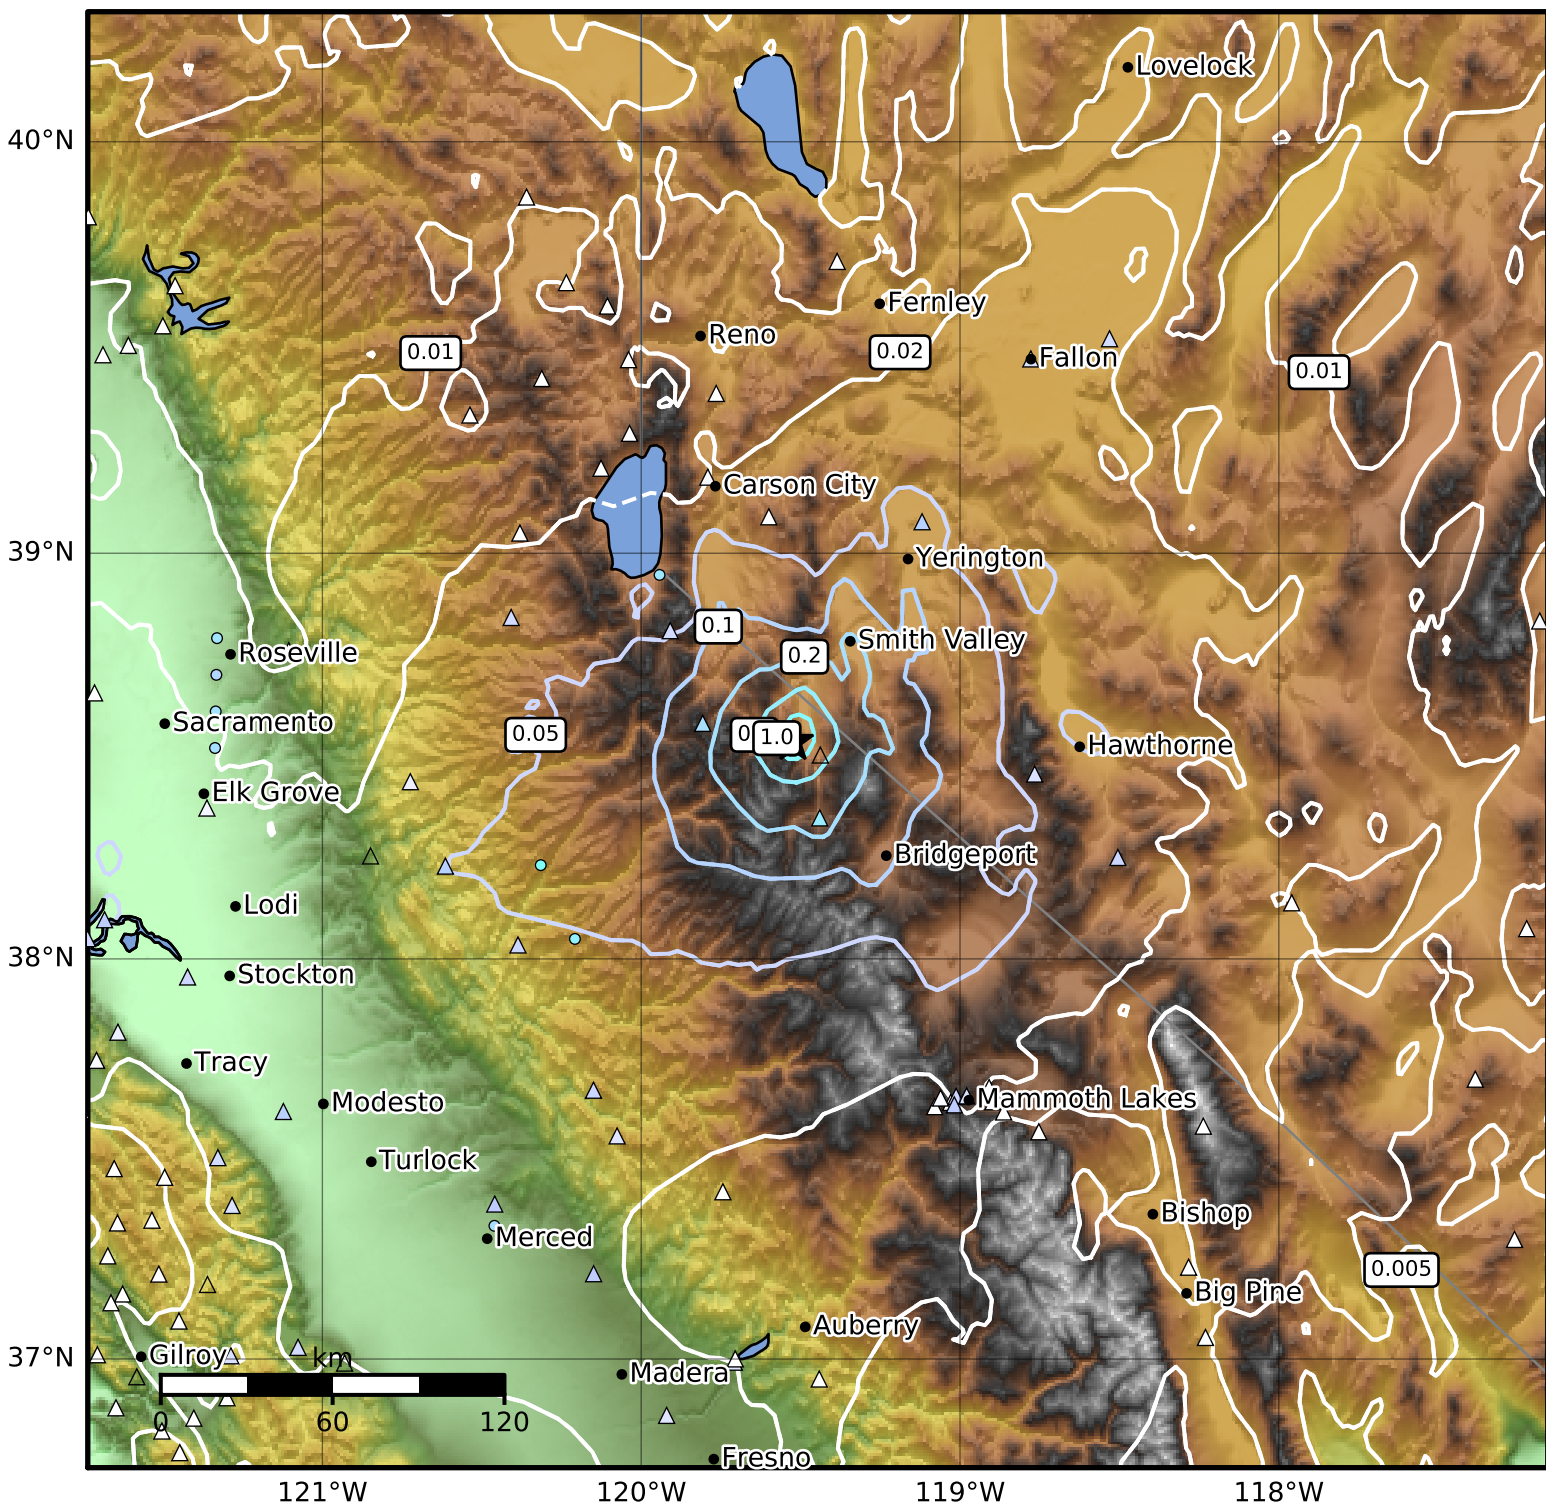 Lovelock
40°N
Fernley
Reno
0.01
0.02
Fallon
0.01
Carson City
39°N
Yerington
0.1
Smith Valley
Roseville
0.2
Sacramento
0.05
1.0
Hawthorne
Elk Grove
Bridgeport
Lodi
38°N
Stockton
Tracy
Modesto
Mammoth Lakes
Turlock
Bishop
Merced
0.005
Big Pine
Auberry
37°N
Gilroy
km
Madera
0 60 120
Fresno
121°W 120°W 119°W 118°W